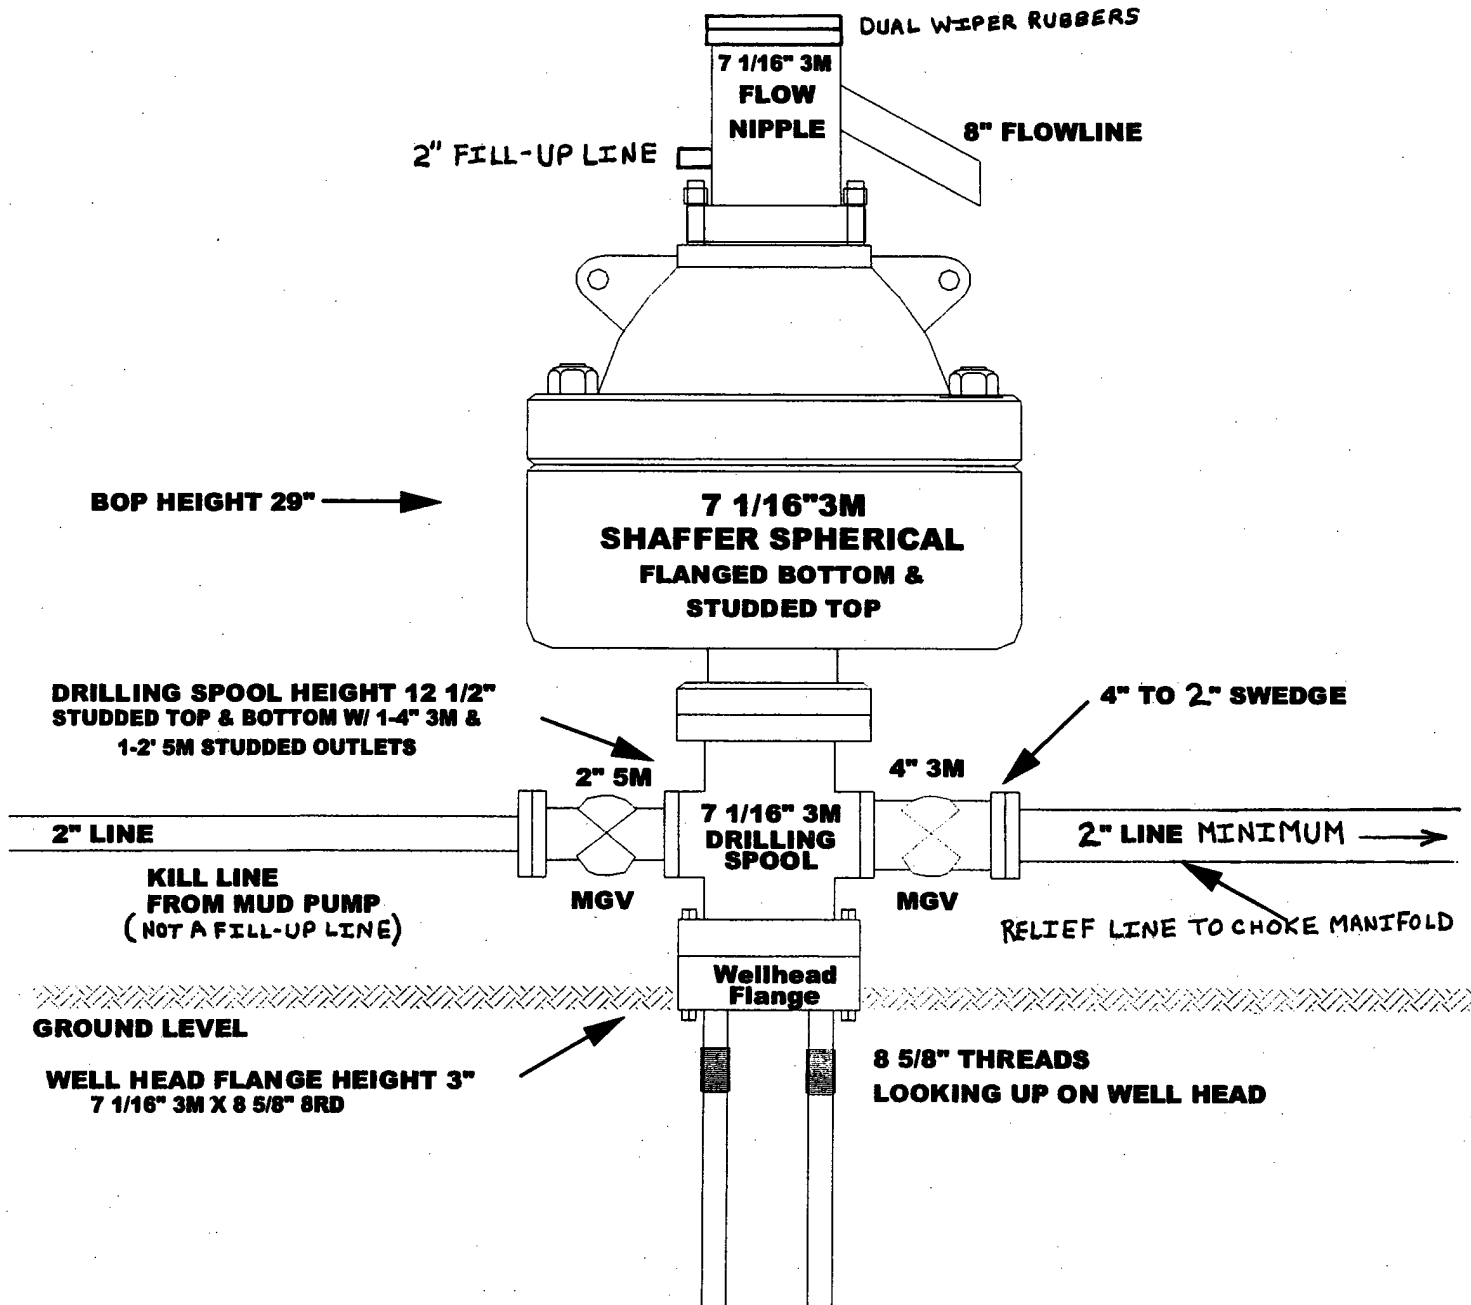 DUAL WIPER RUBBERS
7 1/16" 3M
FLOW
NIPPLE
8" FLOWLINE
2" FILL-UP LINE
BOP HEIGHT 29"
7 1/16"3M
SHAFFER SPHERICAL
FLANGED BOTTOM &
STUDDED TOP
DRILLING SPOOL HEIGHT 12 1/2"
STUDDED TOP & BOTTOM W/ 1-4" 3M &
1-2' 5M STUDDED OUTLETS
4" TO 2" SWEDGE
2" 5M
4" 3M
2" LINE
7 1/16" 3M
DRILLING
SPOOL
2" LINE MINIMUM
KILL LINE
FROM MUD PUMP
(NOT A FILL-UP LINE)
MGV
MGV
RELIEF LINE TO CHOKE MANIFOLD
Wellhead
Flange
GROUND LEVEL
WELL HEAD FLANGE HEIGHT 3"
7 1/16" 3M X 8 5/8" 8RD
8 5/8" THREADS
LOOKING UP ON WELL HEAD